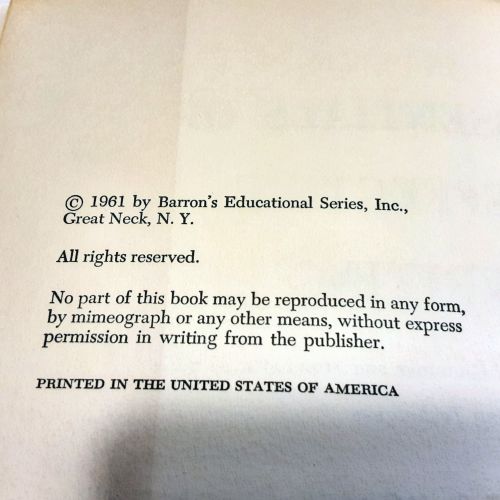 © 1961 by Barron's Educational Series, Inc.,
Great Neck, N. Y.
All rights reserved.
No part of this book may be reproduced in any form,
by mimeograph or any other means, without express
permission in writing from the publisher.
PRINTED IN THE UNITED STATES OF AMERICA